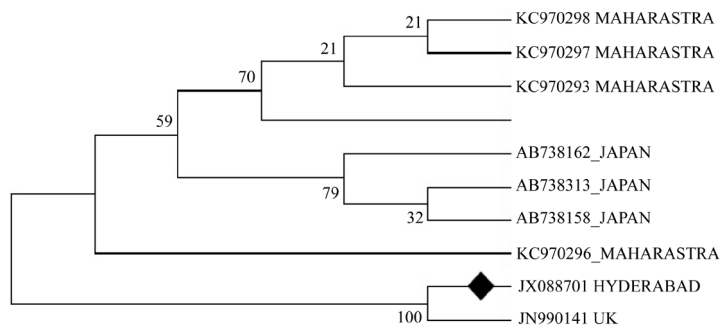 21
KC970298 MAHARASTRA
21
KC970297 MAHARASTRA
70
KC970293 MAHARASTRA
59
AB738162_JAPAN
79
AB738313_JAPAN
32
AB738158_JAPAN
KC970296_MAHARASTRA
JX088701 HYDERABAD
100
JN990141 UK